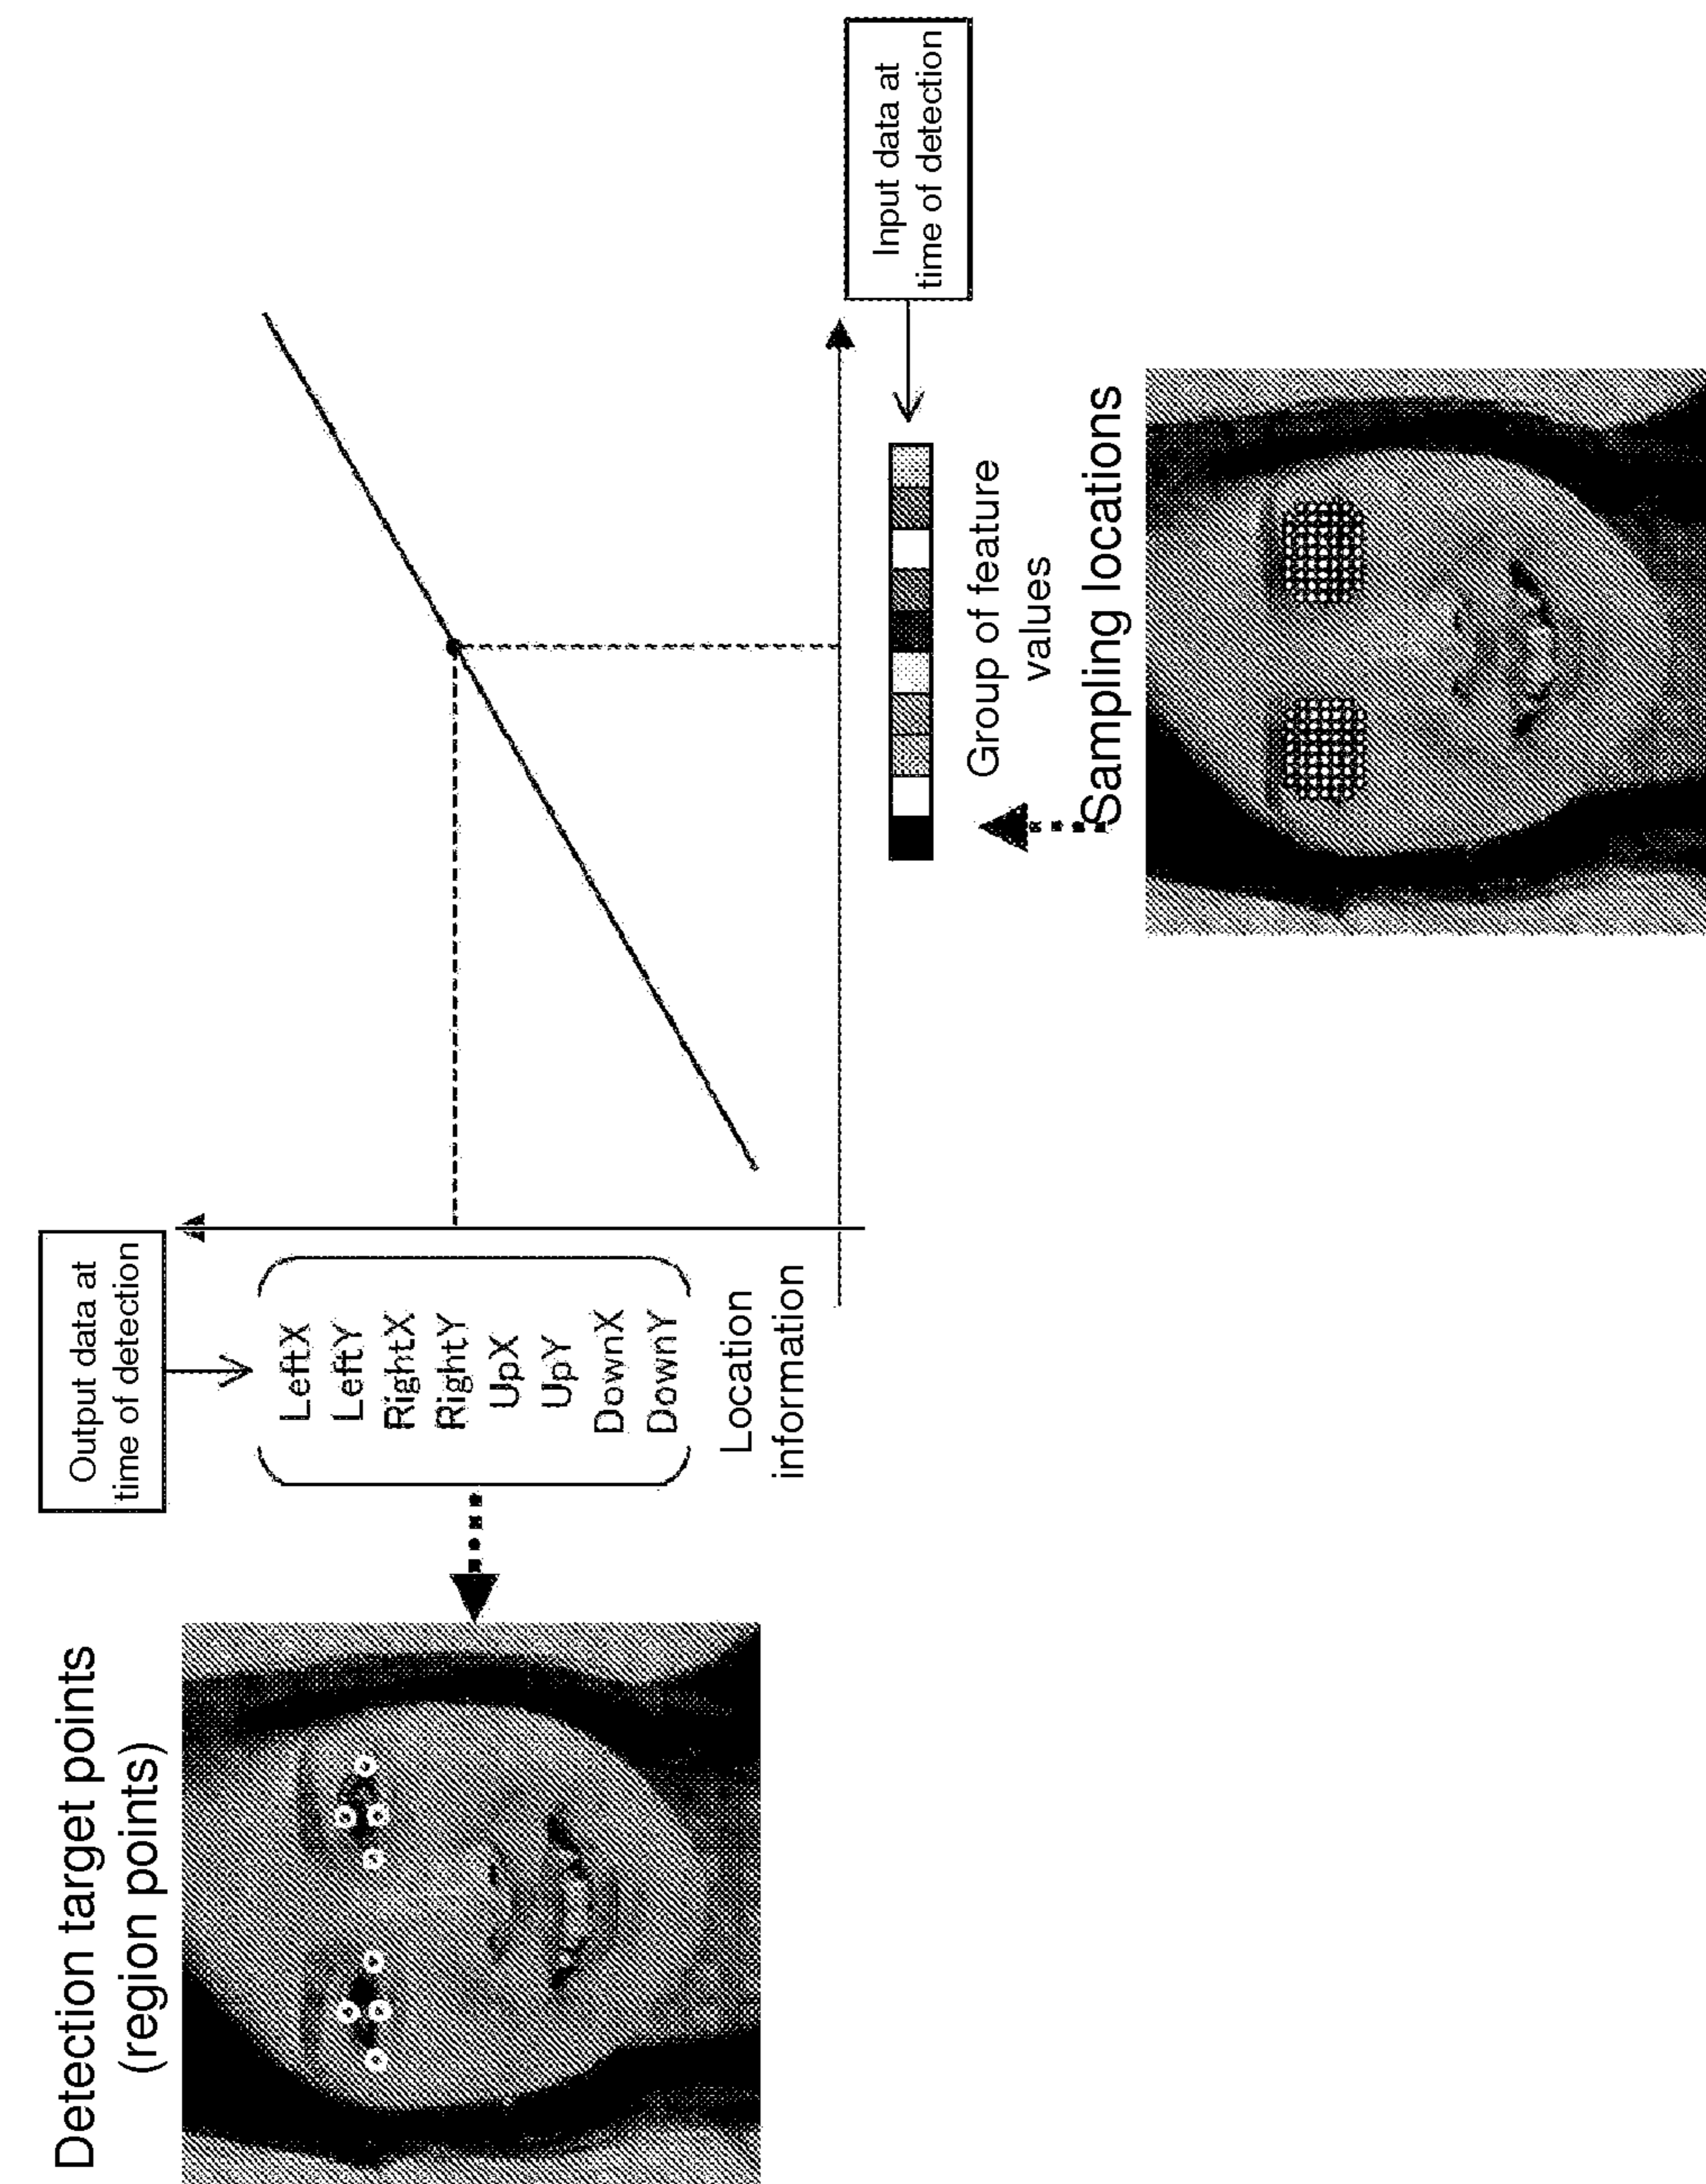 Detection target points
(region points)
Output data at
time of detection
LeftX
LeftY
RightX
RightY
UpX
UpY
DownX
DownY
Location
information
Input data at
time of detection
Group of feature
values
Sampling locations